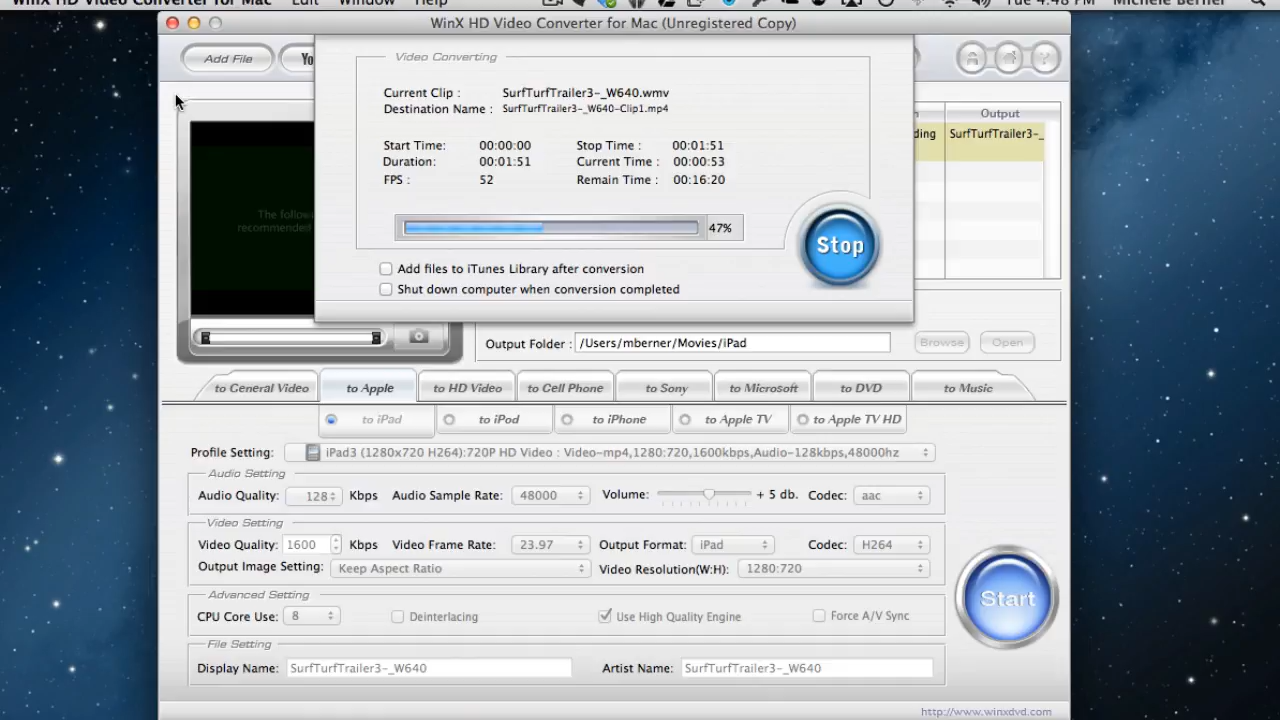 WinX HD Video Converter for Mac Edit Window Help Tue 4:48 PM Michele Berner
WinX HD Video Converter for Mac (Unregistered Copy)
Add File
Video Converting
Current Clip : SurfTurfTrailer3-_W640.wmv
Destination Name : SurfTurfTrailer3-_W640-Clip1.mp4
Start Time: 00:00:00 Stop Time : 00:01:51
Duration: 00:01:51 Current Time : 00:00:53
FPS : 52 Remain Time : 00:16:20
47%
Stop
Add files to iTunes Library after conversion
Shut down computer when conversion completed
Output
SurfTurfTrailer3-_
The
Output Folder : /Users/mberner/Movies/iPad Browse Open
to General Video to Apple to HD Video to Cell Phone to Sony to Microsoft to DVD to Music
to iPad to iPod to iPhone to Apple TV to Apple TV HD
Profile Setting: iPad3 (1280x720 H264):720P HD Video : Video-mp4,1280:720,1600kbps,Audio-128kbps,48000hz
Audio Setting
Audio Quality: 128 Kbps Audio Sample Rate: 48000 Volume: + 5 db. Codec: aac
Video Setting
Video Quality: 1600 Kbps Video Frame Rate: 23.97 Output Format: iPad Codec: H264
Output Image Setting: Keep Aspect Ratio Video Resolution(W:H): 1280:720
Advanced Setting
CPU Core Use: 8 Deinterlacing Use High Quality Engine Force A/V Sync
Start
File Setting
Display Name: SurfTurfTrailer3-_W640 Artist Name: SurfTurfTrailer3-_W640
http://www.winxdvd.com